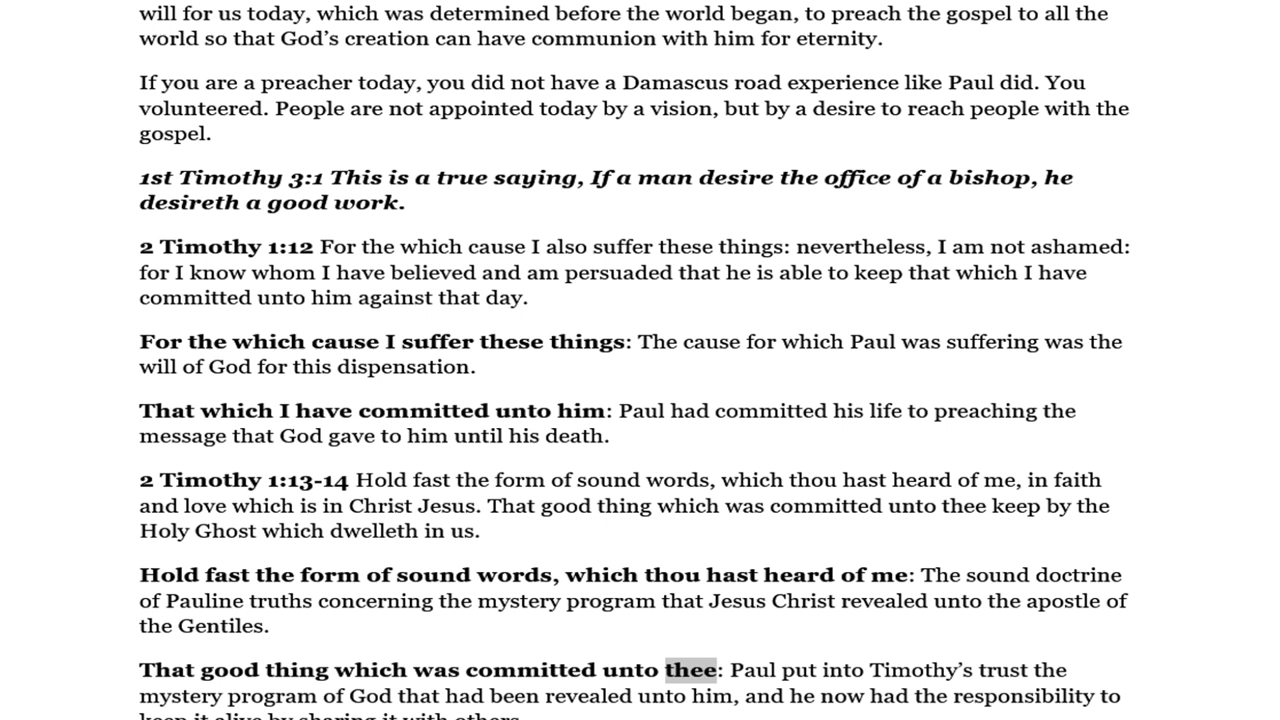 will for us today, which was determined before the world began, to preach the gospel to all the
world so that God’s creation can have communion with him for eternity.
If you are a preacher today, you did not have a Damascus road experience like Paul did. You
volunteered. People are not appointed today by a vision, but by a desire to reach people with the
gospel.
1st Timothy 3:1 This is a true saying, If a man desire the office of a bishop, he
desireth a good work.
2 Timothy 1:12 For the which cause I also suffer these things: nevertheless, I am not ashamed:
for I know whom I have believed and am persuaded that he is able to keep that which I have
committed unto him against that day.
For the which cause I suffer these things: The cause for which Paul was suffering was the
will of God for this dispensation.
That which I have committed unto him: Paul had committed his life to preaching the
message that God gave to him until his death.
2 Timothy 1:13-14 Hold fast the form of sound words, which thou hast heard of me, in faith
and love which is in Christ Jesus. That good thing which was committed unto thee keep by the
Holy Ghost which dwelleth in us.
Hold fast the form of sound words, which thou hast heard of me: The sound doctrine
of Pauline truths concerning the mystery program that Jesus Christ revealed unto the apostle of
the Gentiles.
That good thing which was committed unto thee: Paul put into Timothy’s trust the
mystery program of God that had been revealed unto him, and he now had the responsibility to
keep it alive by sharing it with others.